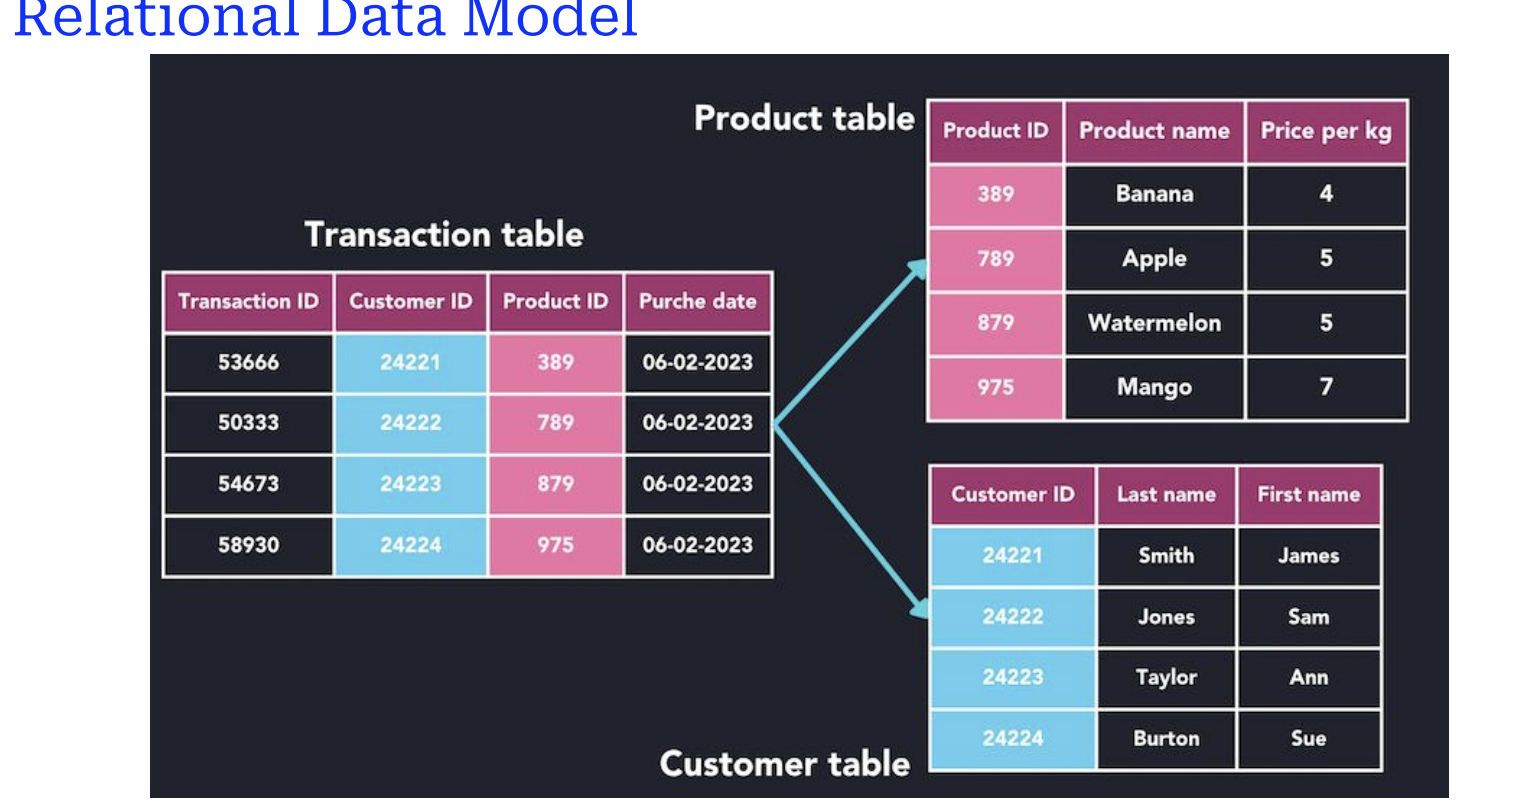 Relational Data Model
Product table
Product ID Product name Price per kg
389 Banana 4
789 Apple 5
879 Watermelon 5
975 Mango 7
Transaction table
Transaction ID Customer ID Product ID Purche date
53666 24221 389 06-02-2023
50333 24222 789 06-02-2023
54673 24223 879 06-02-2023
58930 24224 975 06-02-2023
Customer ID Last name First name
24221 Smith James
24222 Jones Sam
24223 Taylor Ann
24224 Burton Sue
Customer table